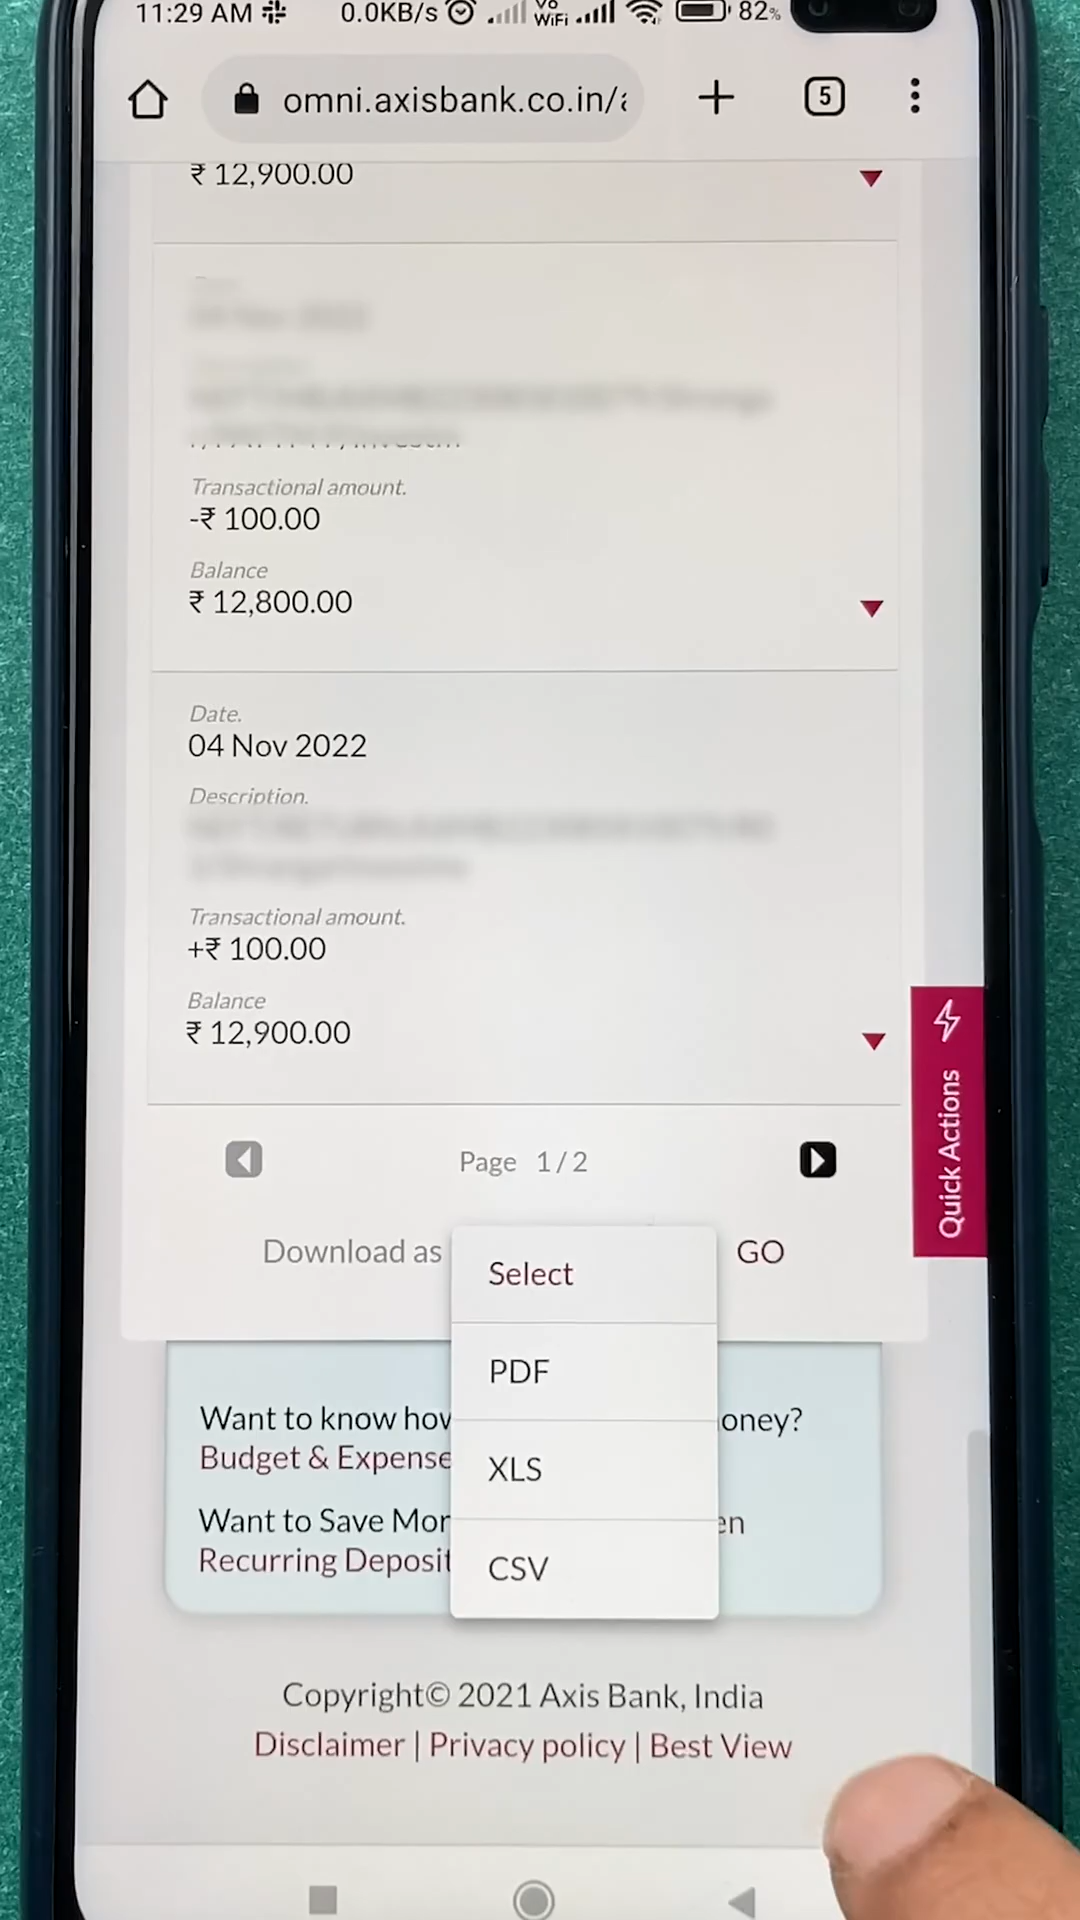 11:29 AM 0.0KB/s Vo WiFi 82%
omni.axisbank.co.in/a
5
₹ 12,900.00
Transactional amount.
-₹ 100.00
Balance
₹ 12,800.00
Date.
04 Nov 2022
Description.
Transactional amount.
+₹ 100.00
Balance
₹ 12,900.00
Quick Actions
Page 1 / 2
Download as
GO
Select
PDF
XLS
CSV
Want to know how oney?
Budget & Expense
Want to Save Mor en
Recurring Deposit
Copyright© 2021 Axis Bank, India
Disclaimer | Privacy policy | Best View